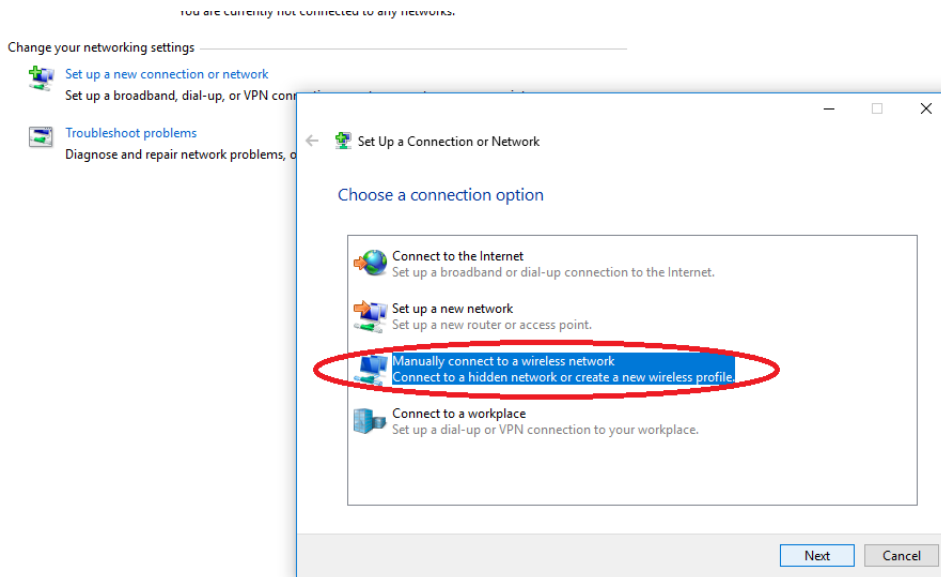 You are currently not connected to any networks.
Change your networking settings
Set up a new connection or network
Set up a broadband, dial-up, or VPN
Troubleshoot problems
Diagnose and repair network problems,
Set Up a Connection or Network
Choose a connection option
Connect to the Internet
Set up a broadband or dial-up connection to the Internet.
Set up a new network
Set up a new router or access point.
Manually connect to a wireless network
Connect to a hidden network or create a new wireless profile.
Connect to a workplace
Set up a dial-up or VPN connection to your workplace.
Next
Cancel